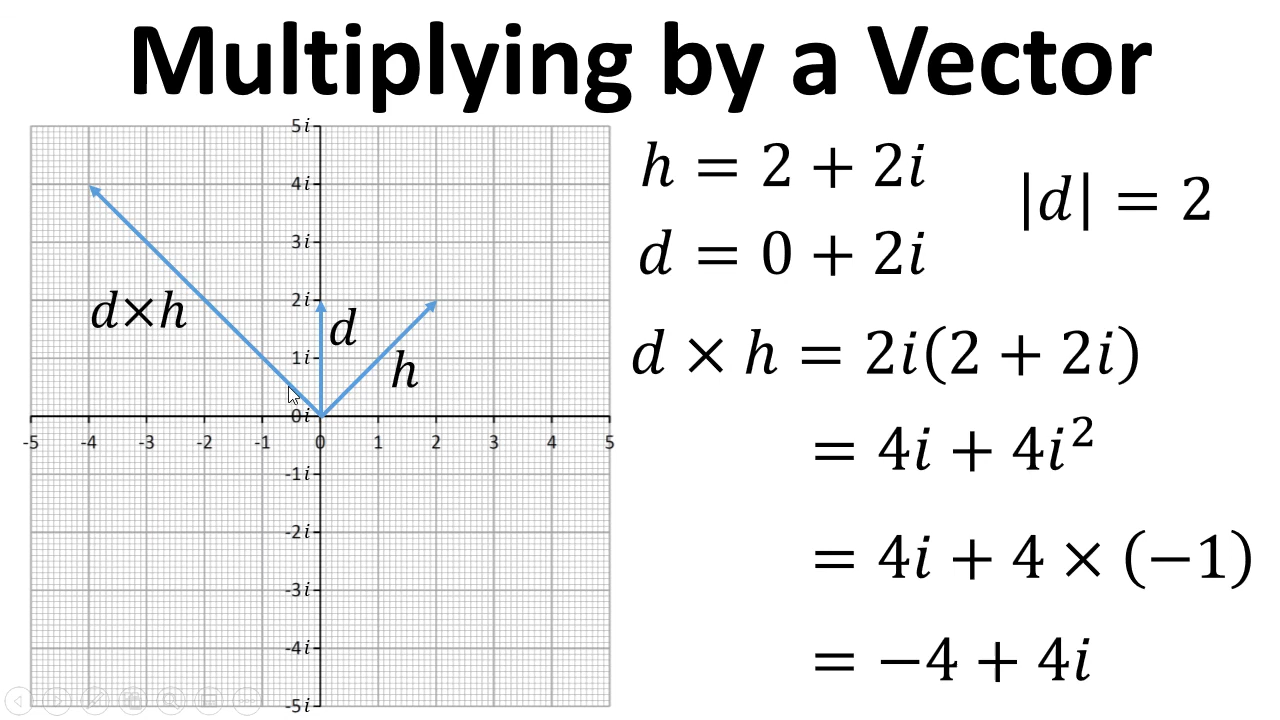 Multiplying by a Vector
5i
4i
3i
2i
1i
0i
-5 -4 -3 -2 -1 0 1 2 3 4 5
-1i
-2i
-3i
-4i
-5i
d×h
d
h
h = 2 + 2i
|d| = 2
d = 0 + 2i
d × h = 2i(2 + 2i)
= 4i + 4i²
= 4i + 4 × (−1)
= −4 + 4i